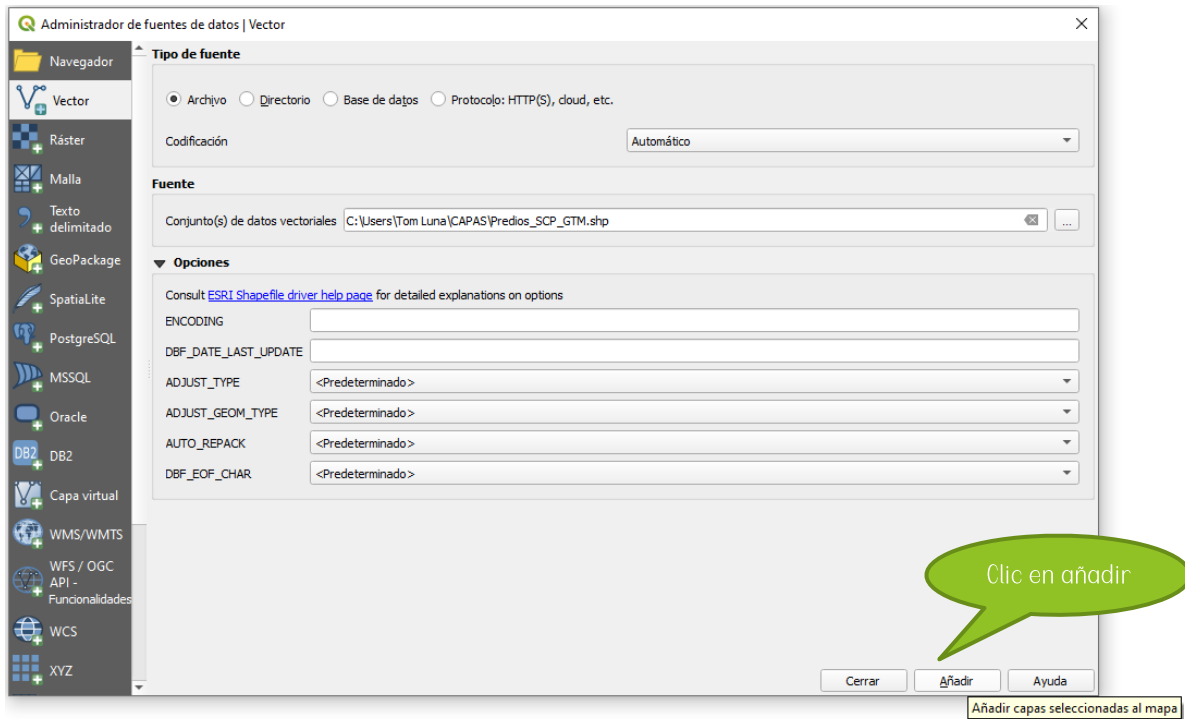 Administrador de fuentes de datos | Vector
Navegador
Vector
Ráster
Malla
Texto
delimitado
GeoPackage
SpatiaLite
PostgreSQL
MSSQL
Oracle
DB2 DB2
Capa virtual
WMS/WMTS
WFS / OGC
API -
Funcionalidades
WCS
XYZ
Tipo de fuente
Archivo Directorio Base de datos Protocolo: HTTP(S), cloud, etc.
Codificación Automático
Fuente
Conjunto(s) de datos vectoriales C:\Users\Tom Luna\CAPAS\Predios_SCP_GTM.shp ...
Opciones
Consult ESRI Shapefile driver help page for detailed explanations on options
ENCODING
DBF_DATE_LAST_UPDATE
ADJUST_TYPE <Predeterminado>
ADJUST_GEOM_TYPE <Predeterminado>
AUTO_REPACK <Predeterminado>
DBF_EOF_CHAR <Predeterminado>
Clic en añadir
Cerrar Añadir Ayuda
Añadir capas seleccionadas al mapa